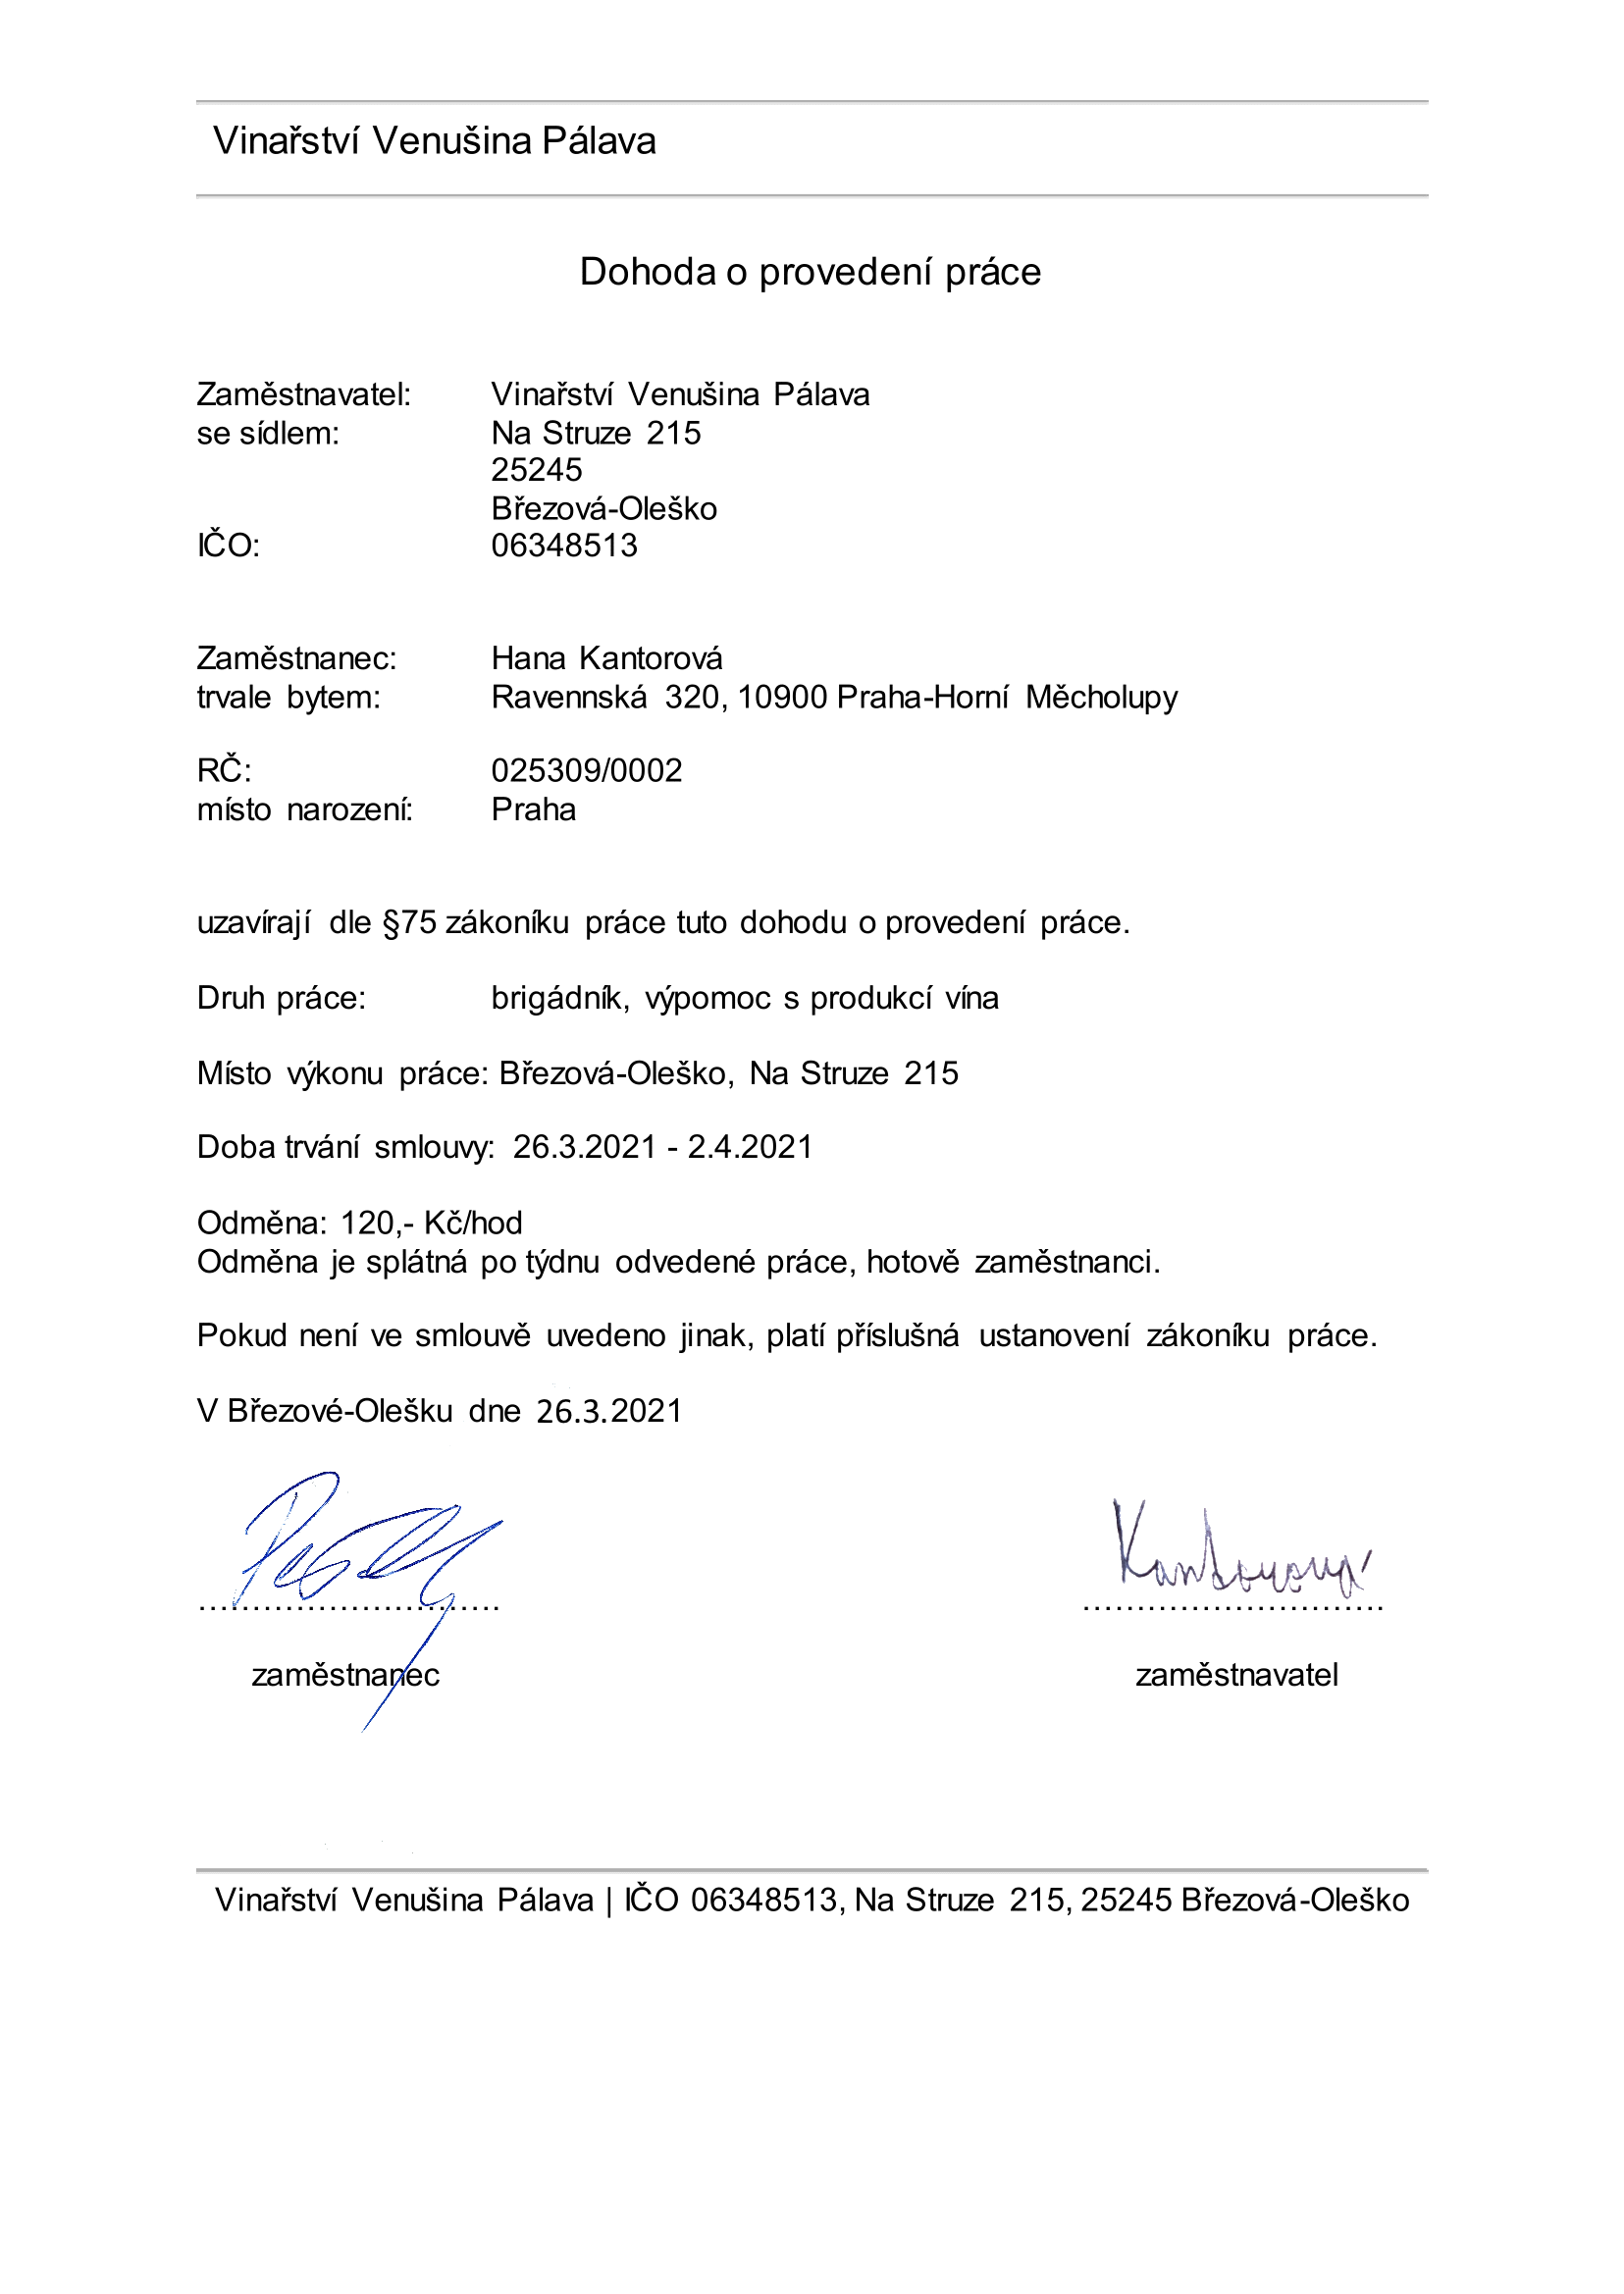 Vinařství Venušina Pálava
Dohoda o provedení práce
Zaměstnavatel: Vinařství Venušina Pálava
se sídlem: Na Struze 215
25245
Březová-Oleško
IČO: 06348513
Zaměstnanec: Hana Kantorová
trvale bytem: Ravennská 320, 10900 Praha-Horní Měcholupy
RČ: 025309/0002
místo narození: Praha
uzavírají dle §75 zákoníku práce tuto dohodu o provedení práce.
Druh práce: brigádník, výpomoc s produkcí vína
Místo výkonu práce: Březová-Oleško, Na Struze 215
Doba trvání smlouvy: 26.3.2021 - 2.4.2021
Odměna: 120,- Kč/hod
Odměna je splátná po týdnu odvedené práce, hotově zaměstnanci.
Pokud není ve smlouvě uvedeno jinak, platí příslušná ustanovení zákoníku práce.
V Březové-Olešku dne 26.3.2021
Kantorová
zaměstnanec zaměstnavatel
Vinařství Venušina Pálava | IČO 06348513, Na Struze 215, 25245 Březová-Oleško